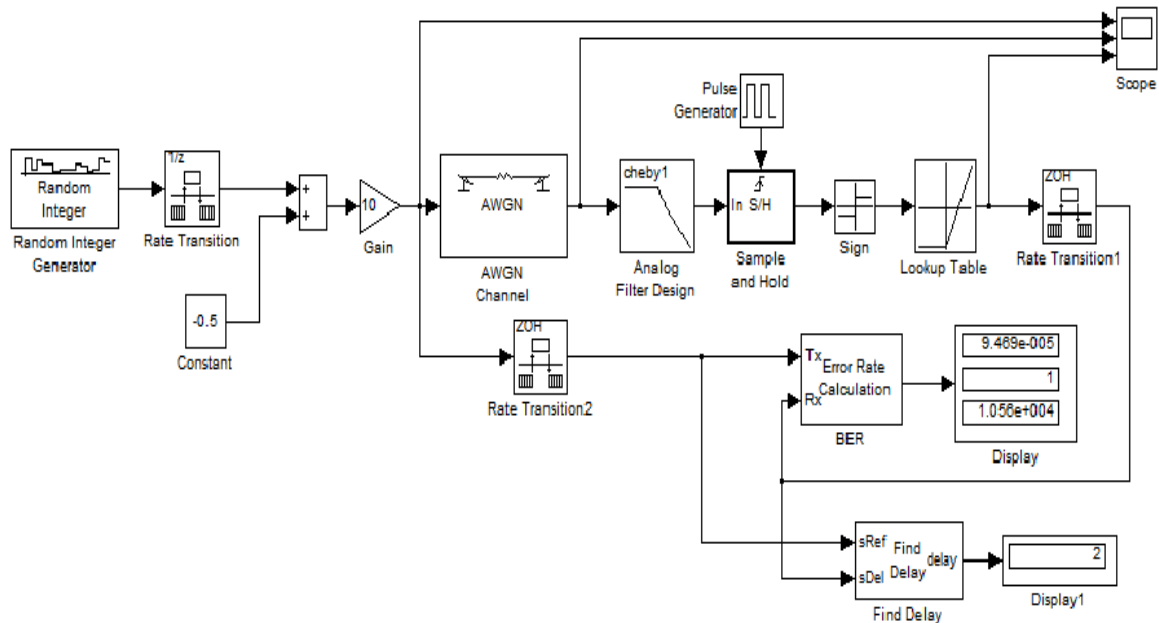 Scope
Pulse
Generator
Random
Integer
Random Integer
Generator
1/z
Rate Transition
+
+
-0.5
Constant
10
Gain
AWGN
AWGN
Channel
cheby1
Analog
Filter Design
In S/H
Sample
and Hold
Sign
Lookup Table
ZOH
Rate Transition1
ZOH
Rate Transition2
Tx
Rx
Error Rate
Calculation
BER
9.469e-005
1
1.056e+004
Display
sRef
sDel
Find
Delay
delay
Find Delay
2
Display1